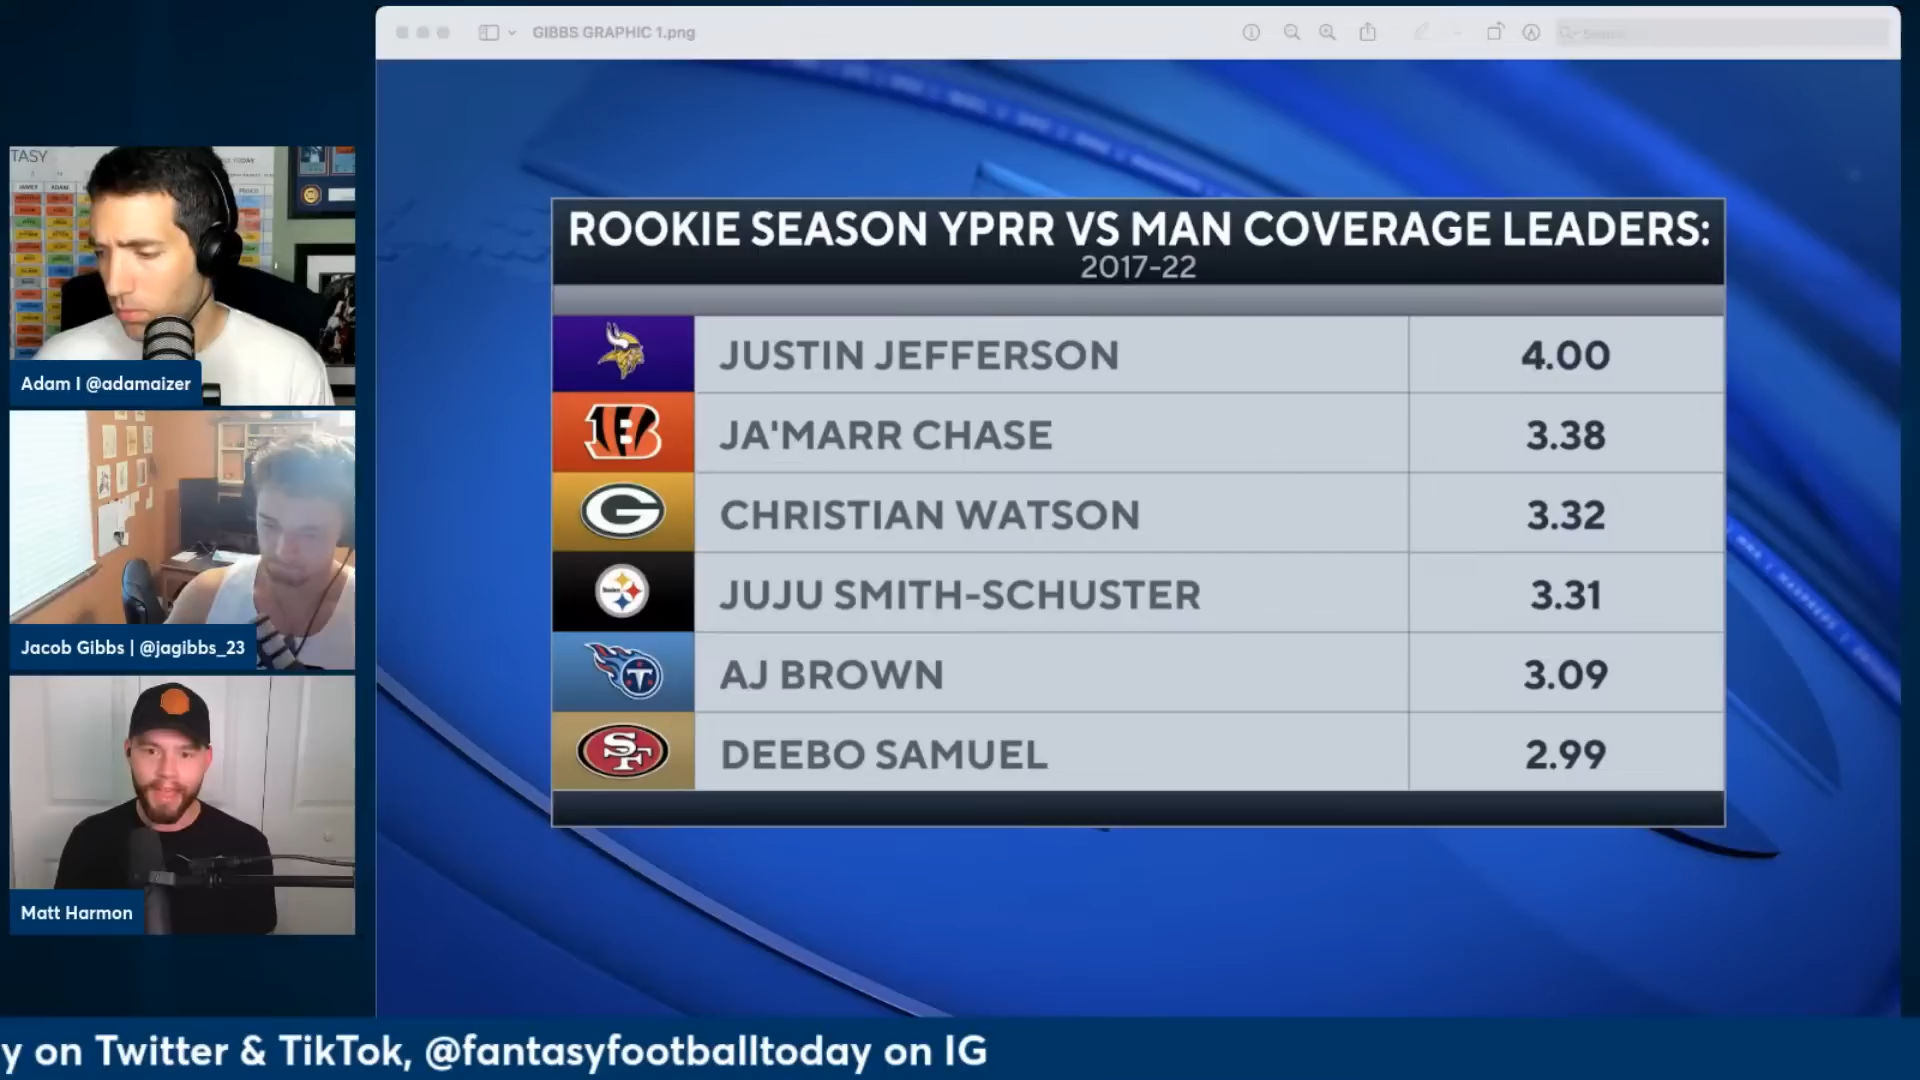 GIBBS GRAPHIC 1.png
Search
TASY
ADAM
Adam I @adamaizer
Jacob Gibbs | @jagibbs_23
Matt Harmon
ROOKIE SEASON YPRR VS MAN COVERAGE LEADERS:
2017-22
JUSTIN JEFFERSON 4.00
JA'MARR CHASE 3.38
CHRISTIAN WATSON 3.32
JUJU SMITH-SCHUSTER 3.31
AJ BROWN 3.09
DEEBO SAMUEL 2.99
y on Twitter & TikTok, @fantasyfootballtoday on IG